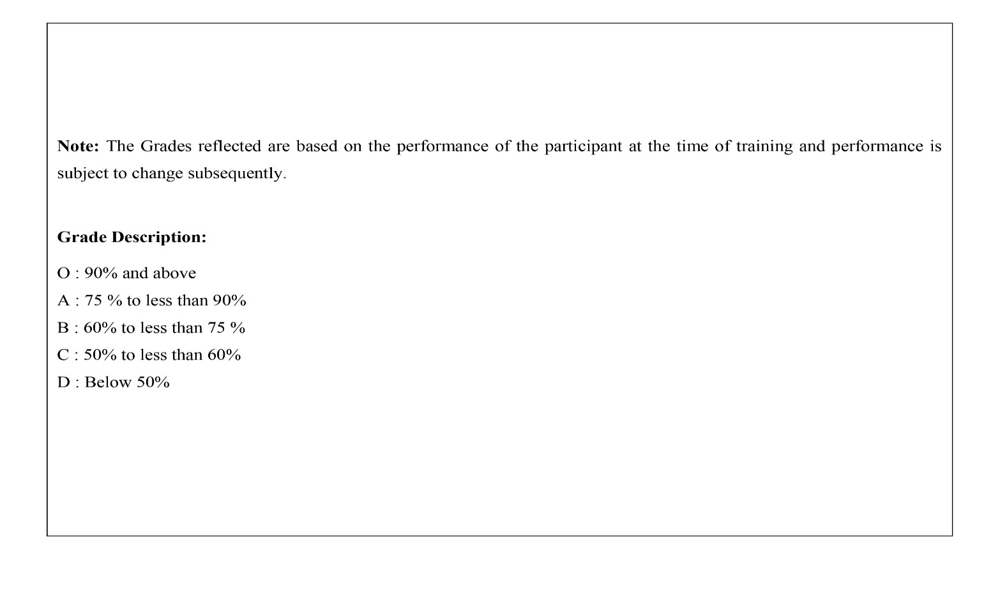 Note: The Grades reflected are based on the performance of the participant at the time of training and performance is
subject to change subsequently.
Grade Description:
O : 90% and above
A : 75 % to less than 90%
B : 60% to less than 75 %
C : 50% to less than 60%
D : Below 50%